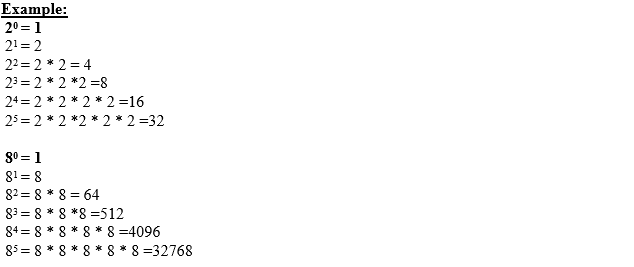 Example:
2⁰ = 1
2¹ = 2
2² = 2 * 2 = 4
2³ = 2 * 2 *2 =8
2⁴ = 2 * 2 * 2 * 2 =16
2⁵ = 2 * 2 *2 * 2 * 2 =32
8⁰ = 1
8¹ = 8
8² = 8 * 8 = 64
8³ = 8 * 8 *8 =512
8⁴ = 8 * 8 * 8 * 8 =4096
8⁵ = 8 * 8 * 8 * 8 * 8 =32768